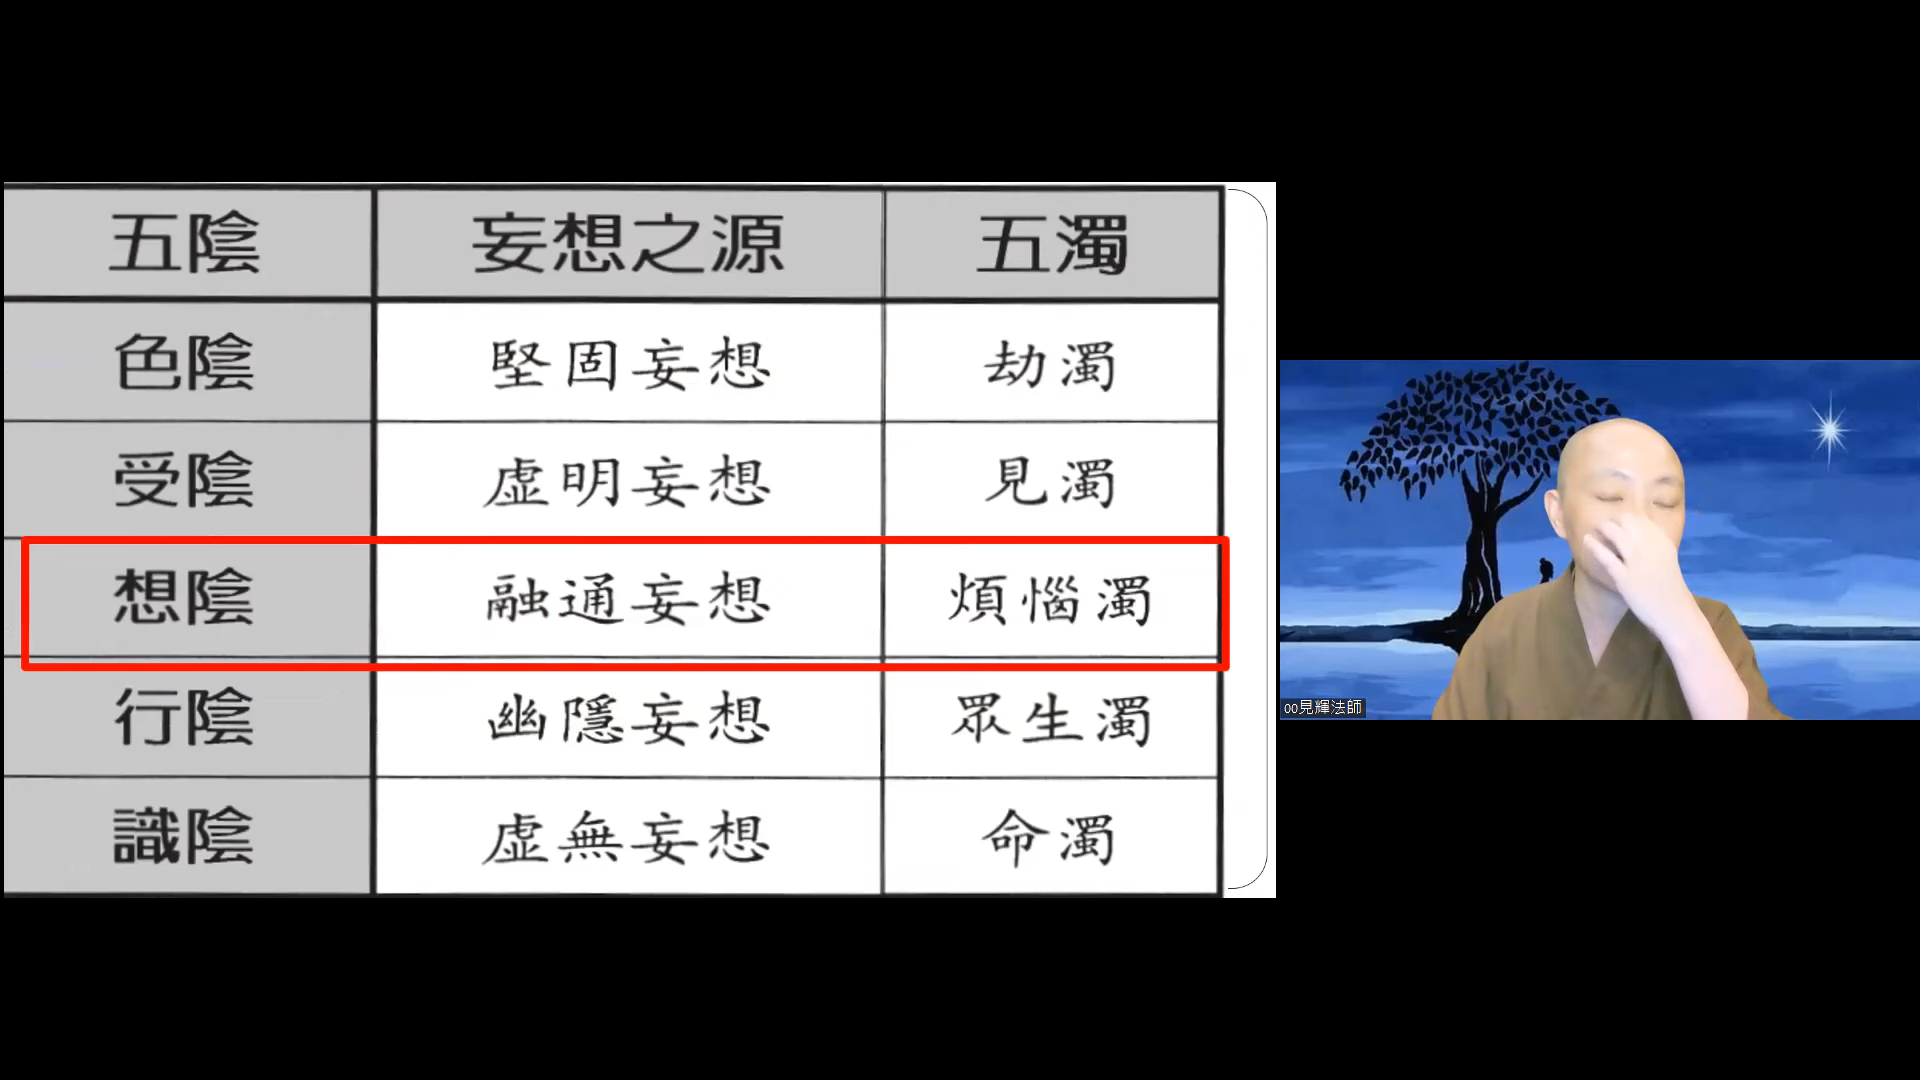 五陰 妄想之源 五濁
色陰 堅固妄想 劫濁
受陰 虛明妄想 見濁
想陰 融通妄想 煩惱濁
行陰 幽隱妄想 眾生濁
識陰 虛無妄想 命濁
oo見輝法師